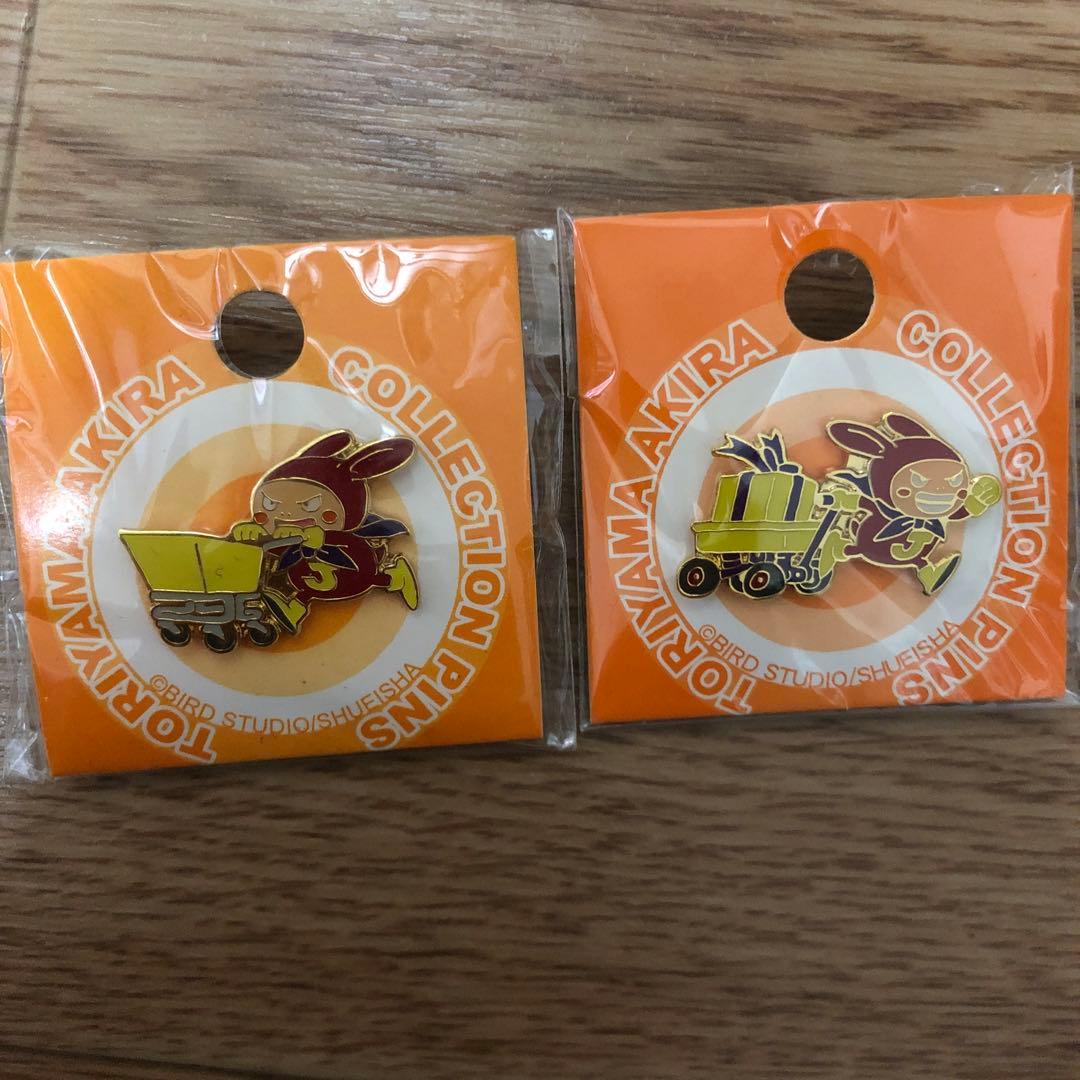 TORIYAMA AKIRA
COLLECTION PINS
J
©BIRD STUDIO/SHUEISHA
TORIYAMA AKIRA
COLLECTION PINS
J
©BIRD STUDIO/SHUEISHA